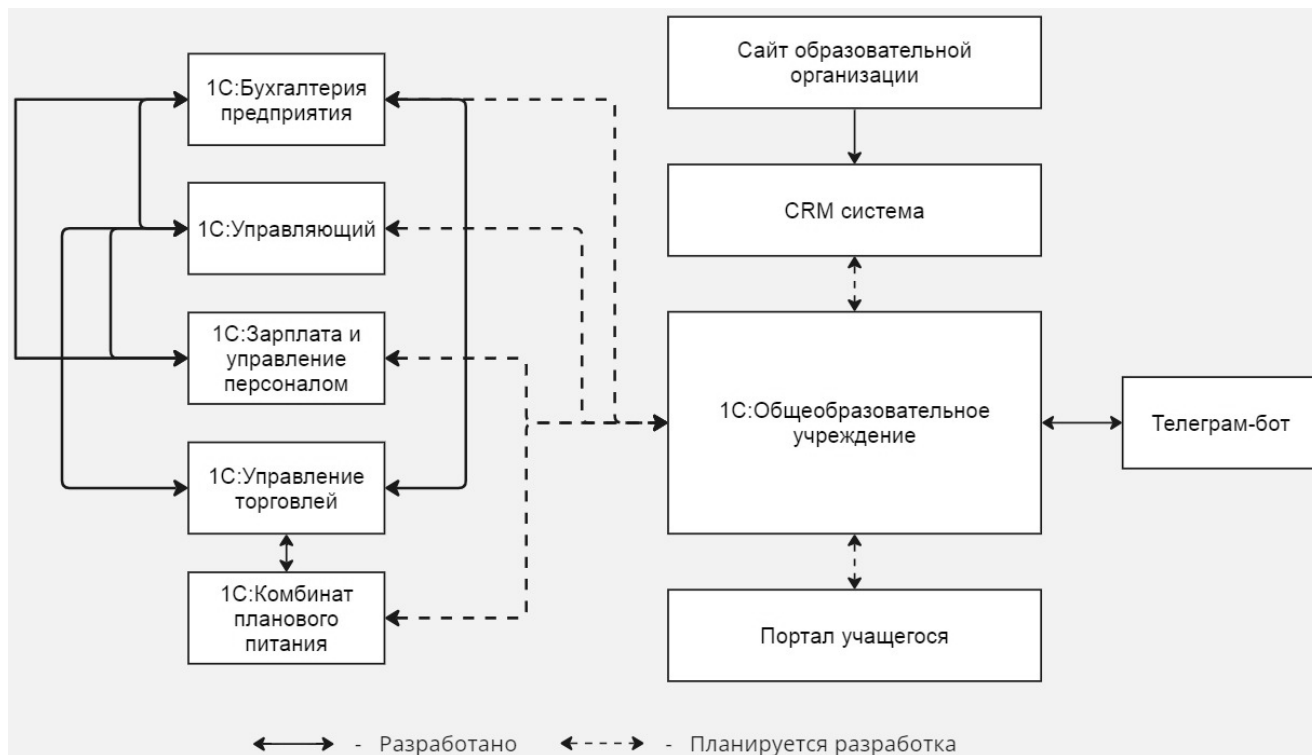 1С:Бухгалтерия
предприятия
1С:Управляющий
1С:Зарплата и
управление
персоналом
1С:Управление
торговлей
1С:Комбинат
планового
питания
Сайт образовательной
организации
CRM система
1С:Общеобразовательное
учреждение
Телеграм-бот
Портал учащегося
- Разработано
- Планируется разработка